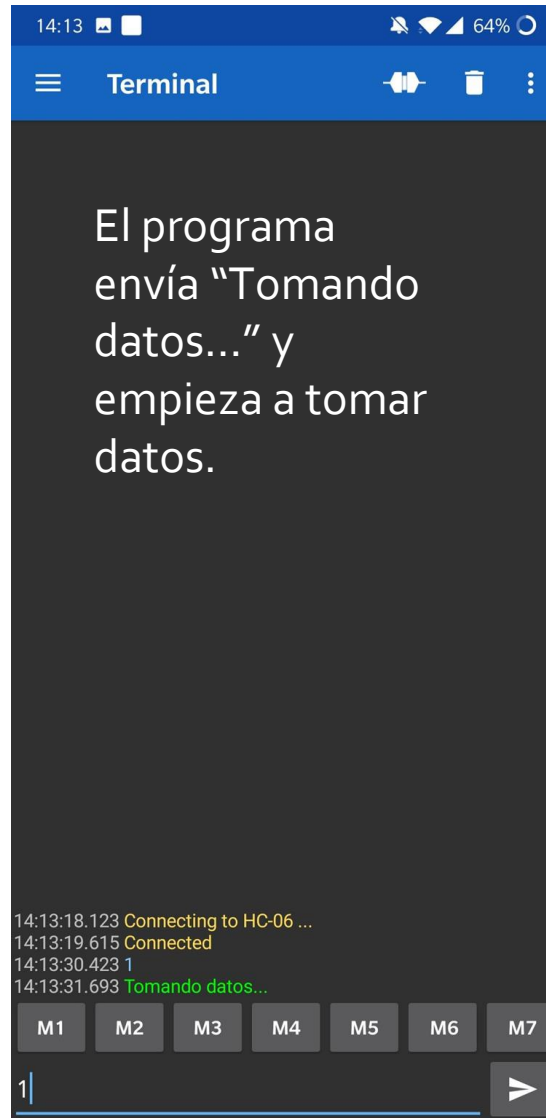 14:13 64%
Terminal
El programa
envía “Tomando
datos...” y
empieza a tomar
datos.
14:13:18.123 Connecting to HC-06 ...
14:13:19.615 Connected
14:13:30.423 1
14:13:31.693 Tomando datos...
M1 M2 M3 M4 M5 M6 M7
1